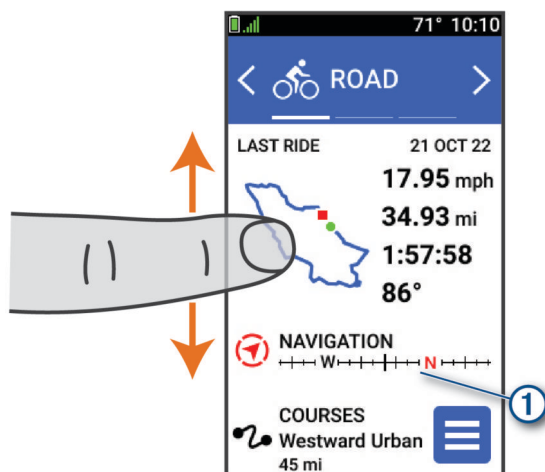 71° 10:10
ROAD
LAST RIDE 21 OCT 22
17.95 mph
34.93 mi
1:57:58
86°
NAVIGATION
W N
1
COURSES
Westward Urban
45 mi